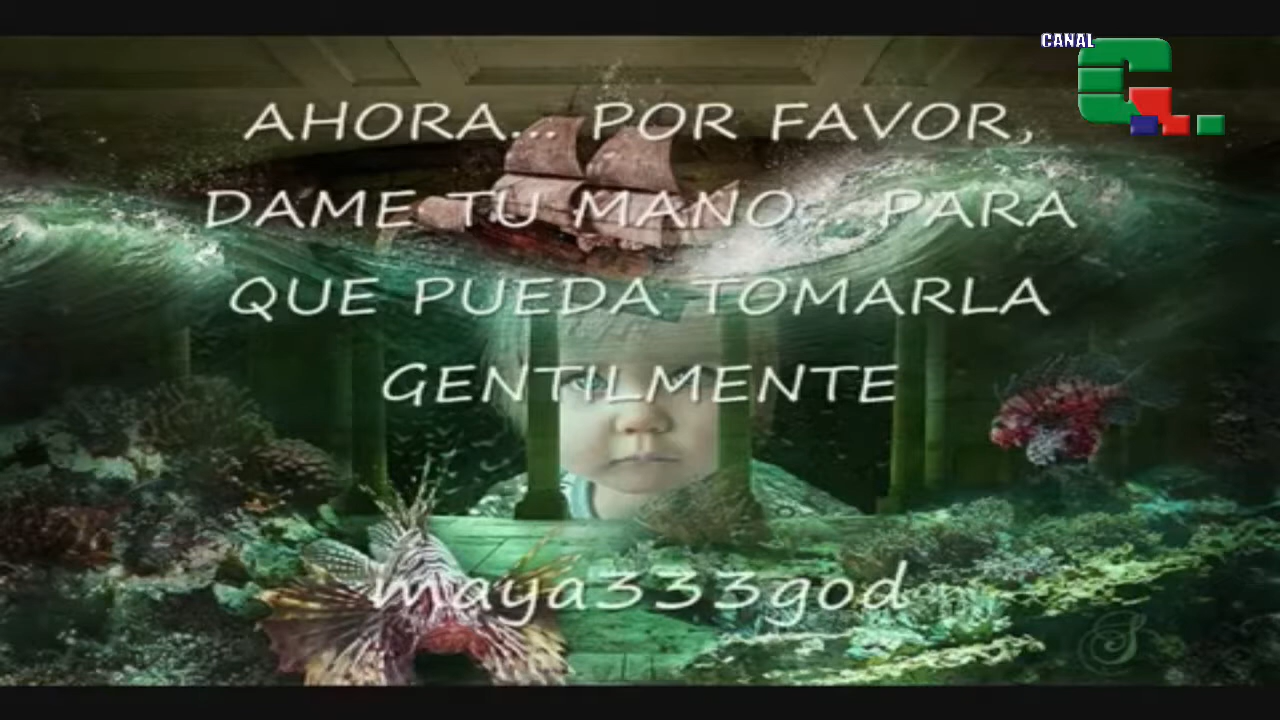 CANAL
AHORA... POR FAVOR,
DAME TU MANO... PARA
QUE PUEDA TOMARLA
GENTILMENTE
maya333god